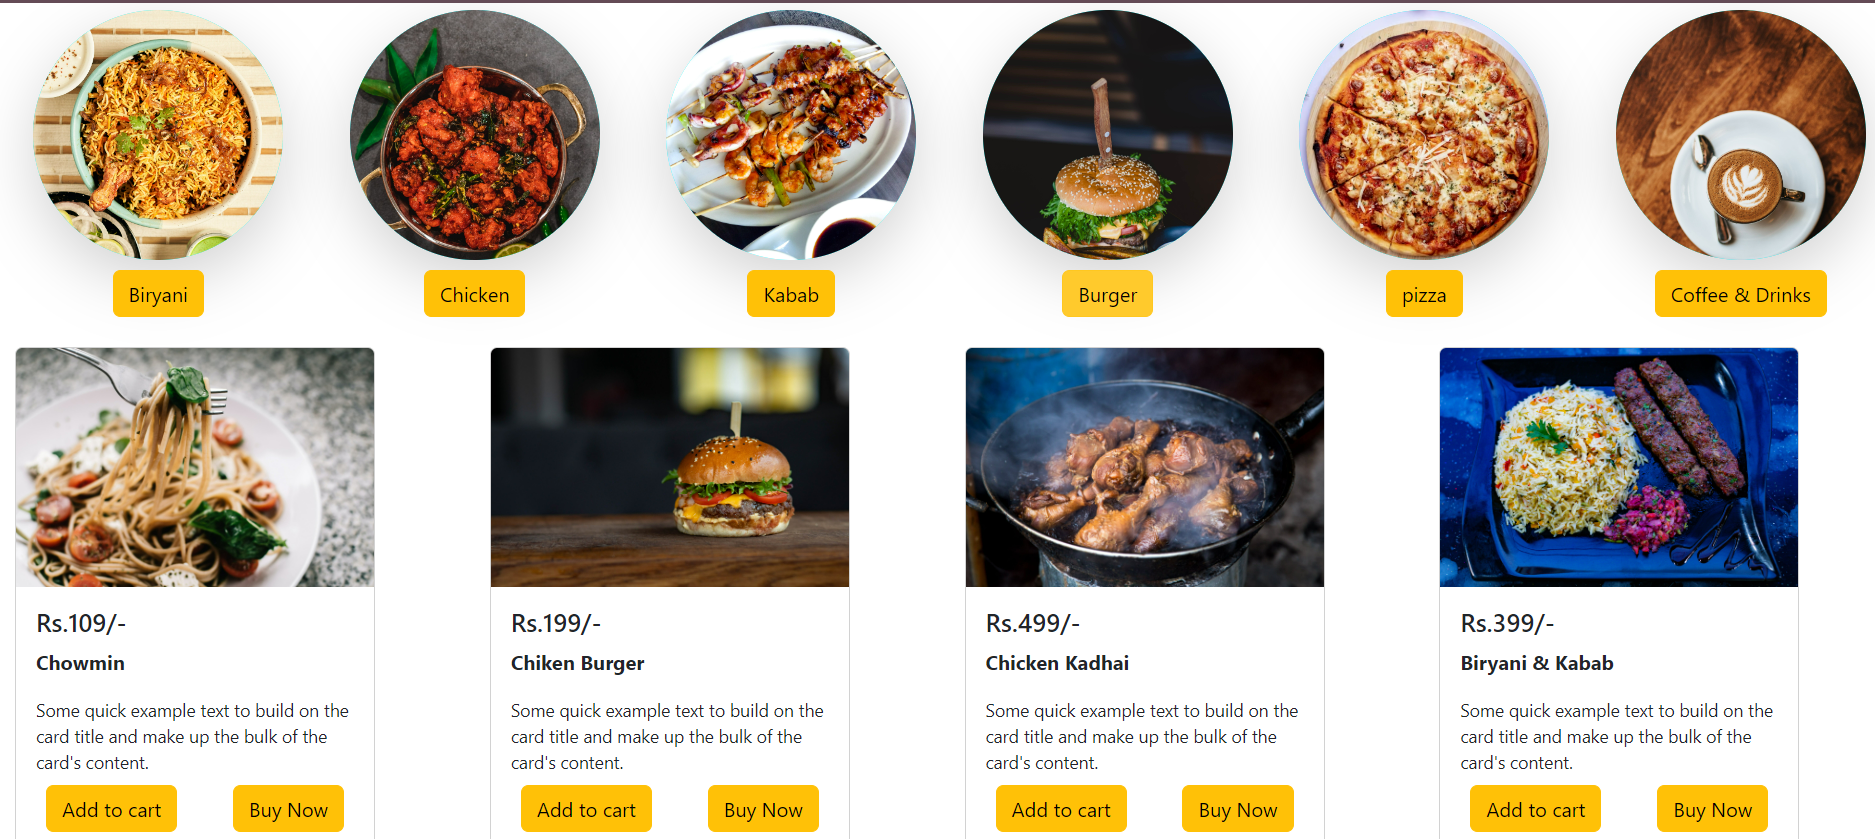 Biryani
Chicken
Kabab
Burger
pizza
Coffee & Drinks
Rs.109/-
Chowmin
Some quick example text to build on the
card title and make up the bulk of the
card's content.
Add to cart
Buy Now
Rs.199/-
Chiken Burger
Some quick example text to build on the
card title and make up the bulk of the
card's content.
Add to cart
Buy Now
Rs.499/-
Chicken Kadhai
Some quick example text to build on the
card title and make up the bulk of the
card's content.
Add to cart
Buy Now
Rs.399/-
Biryani & Kabab
Some quick example text to build on the
card title and make up the bulk of the
card's content.
Add to cart
Buy Now